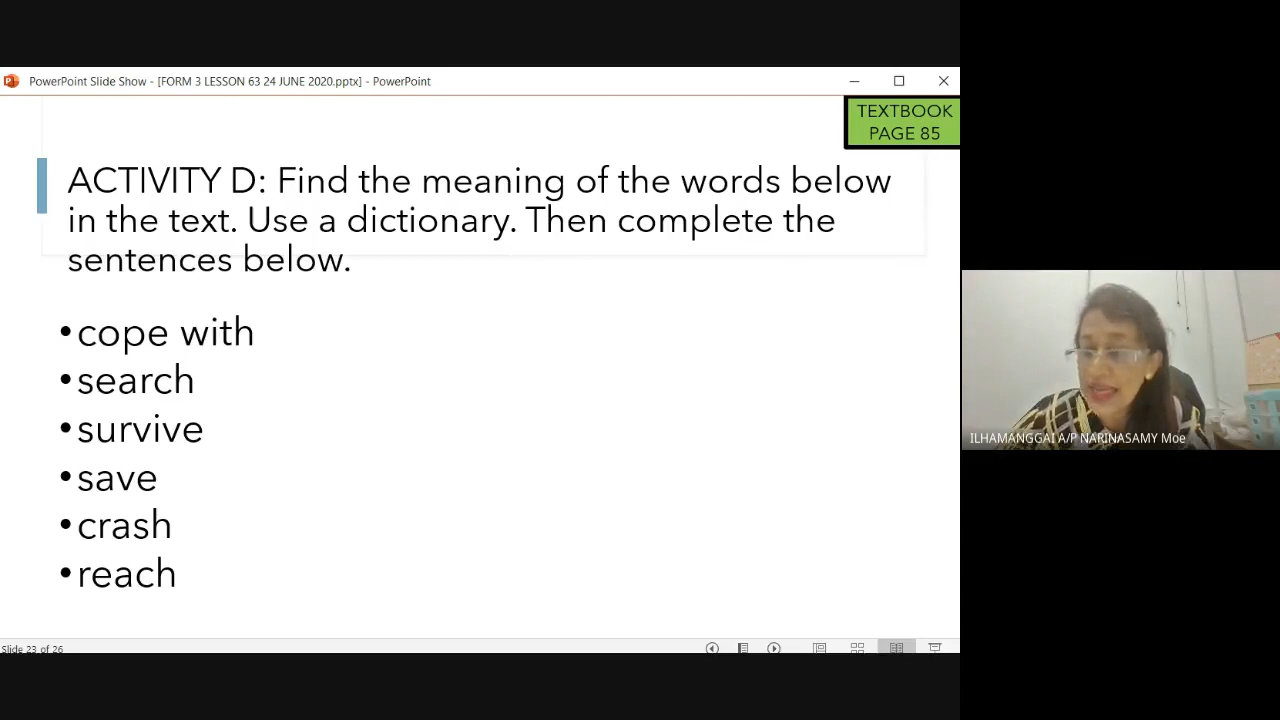 PowerPoint Slide Show - [FORM 3 LESSON 63 24 JUNE 2020.pptx] - PowerPoint
TEXTBOOK
PAGE 85
ACTIVITY D: Find the meaning of the words below
in the text. Use a dictionary. Then complete the
sentences below.
•cope with
•search
•survive
•save
•crash
•reach
ILHAMANGGAI A/P NARINASAMY Moe
Slide 23 of 26